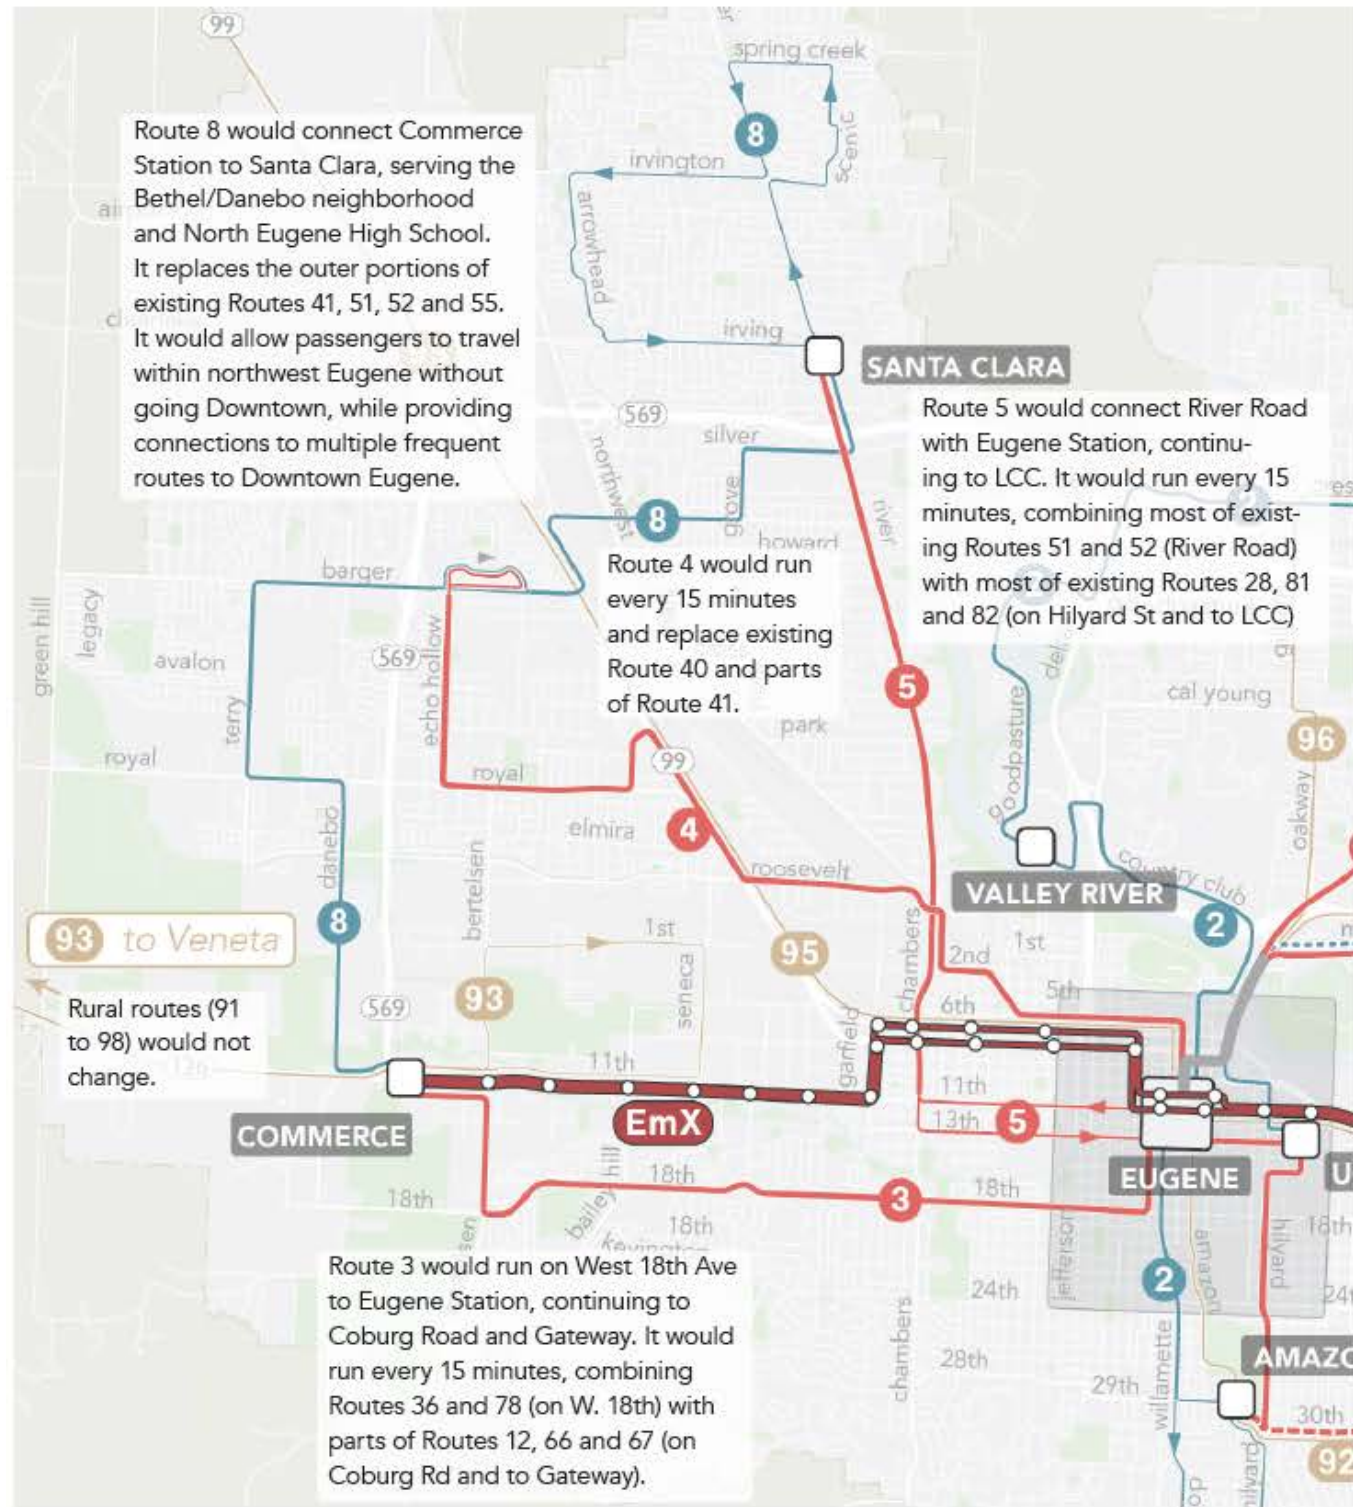 99
spring creek
8
irvington
scenic
arrowhead
irving
Route 8 would connect Commerce
Station to Santa Clara, serving the
Bethel/Danebo neighborhood
and North Eugene High School.
It replaces the outer portions of
existing Routes 41, 51, 52 and 55.
It would allow passengers to travel
within northwest Eugene without
going Downtown, while providing
connections to multiple frequent
routes to Downtown Eugene.
SANTA CLARA
569
silver
northwest
grove
river
8
howard
Route 5 would connect River Road
with Eugene Station, continu-
ing to LCC. It would run every 15
minutes, combining most of exist-
ing Routes 51 and 52 (River Road)
with most of existing Routes 28, 81
and 82 (on Hilyard St and to LCC)
Route 4 would run
every 15 minutes
and replace existing
Route 40 and parts
of Route 41.
barger
green hill
legacy
avalon
569
echo hollow
terry
5
park
goodpasture
cal young
96
royal
royal
99
oakway
danebo
elmira
4
bertelsen
roosevelt
country club
VALLEY RIVER
2
8
93 to Veneta
1st
95
chambers
1st
2nd
Rural routes (91
to 98) would not
change.
569
93
seneca
6th
5th
garfield
11th
11th
COMMERCE
EmX
13th
5
EUGENE
bailey hill
18th
18th
3
18th
18th
18th
jefferson
amazon
hilyard
24th
2
Route 3 would run on West 18th Ave
to Eugene Station, continuing to
Coburg Road and Gateway. It would
run every 15 minutes, combining
Routes 36 and 78 (on W. 18th) with
parts of Routes 12, 66 and 67 (on
Coburg Rd and to Gateway).
chambers
28th
29th
willamette
30th
92